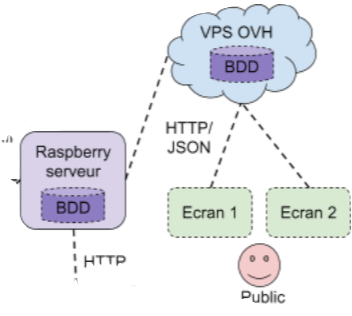 VPS OVH
BDD
HTTP/
JSON
Raspberry
serveur
BDD
Ecran 1
Ecran 2
HTTP
Public